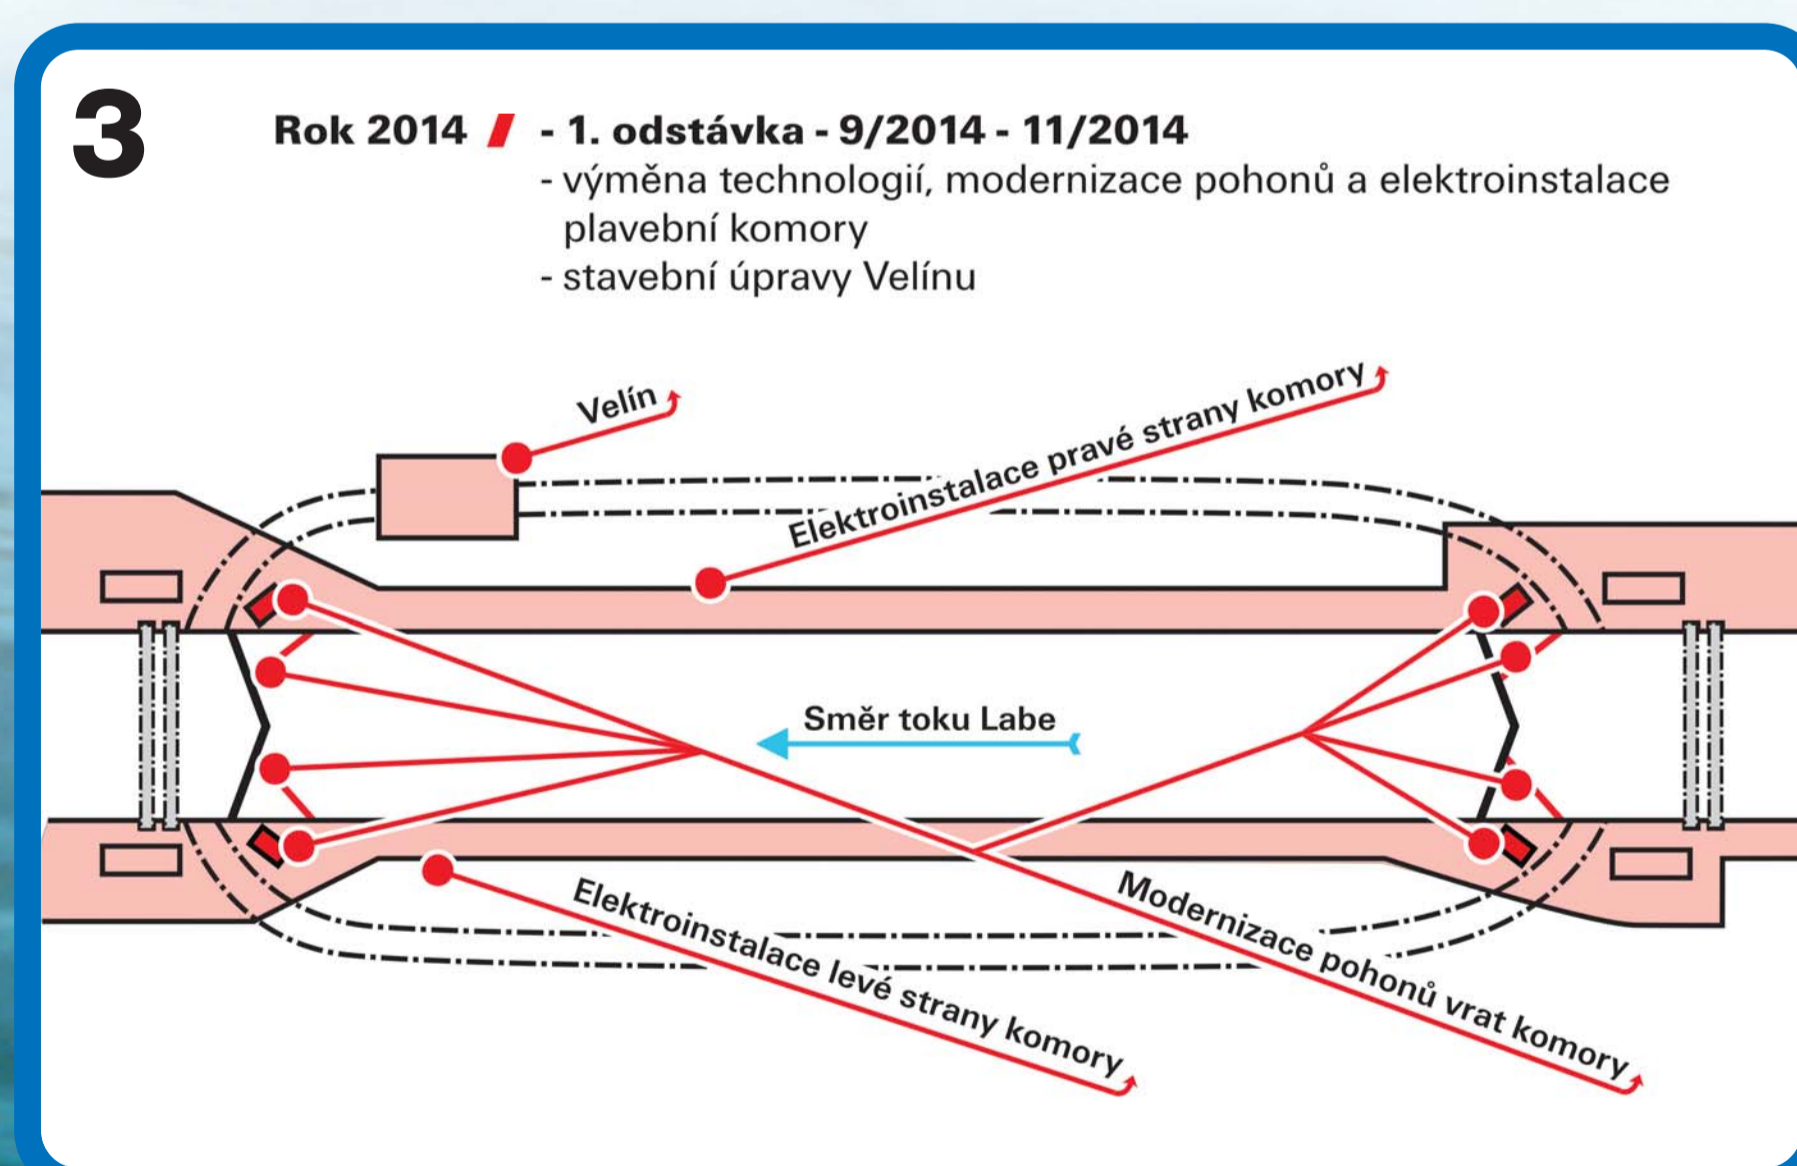 3
Rok 2014 - 1. odstávka - 9/2014 - 11/2014
- výměna technologií, modernizace pohonů a elektroinstalace
plavební komory
- stavební úpravy Velínu
Velín
Elektroinstalace pravé strany komory
Směr toku Labe
Elektroinstalace levé strany komory
Modernizace pohonů vrat komory